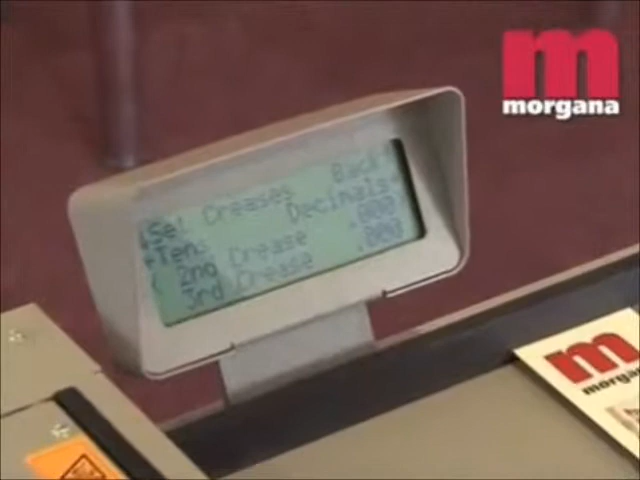 morgana
Set Creases Back
Tens Decimals
2nd Crease .000
3rd Crease .000
morgana